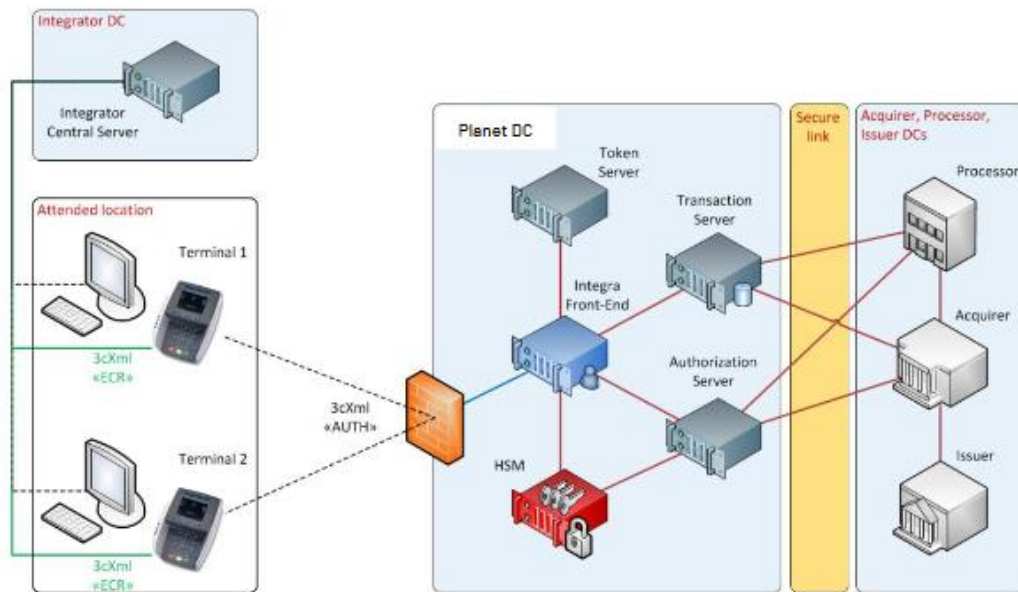 Integrator DC
Integrator
Central Server
Attended location
Terminal 1
3cXml
«ECR»
Terminal 2
3cXml
«ECR»
3cXml
«AUTH»
Planet DC
Token
Server
Transaction
Server
Integra
Front-End
Authorization
Server
HSM
Secure
link
Acquirer, Processor,
Issuer DCs
Processor
Acquirer
Issuer